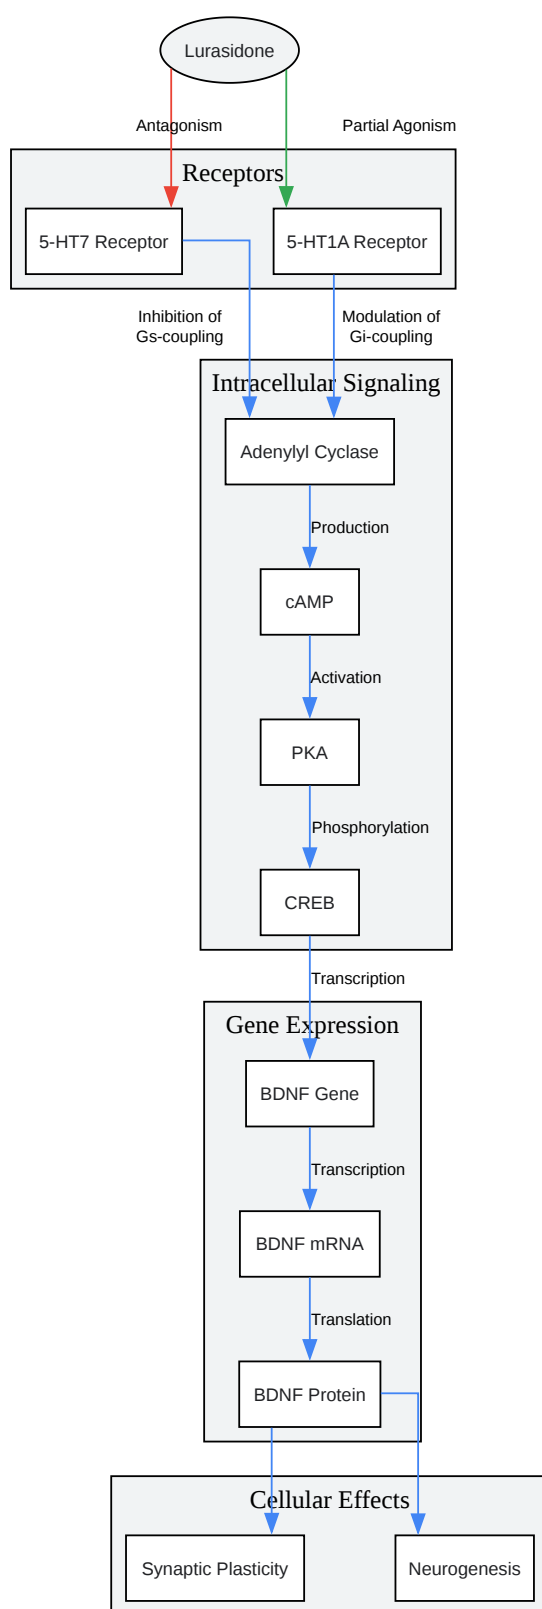 Lurasidone
Antagonism
Partial Agonism
Receptors
5-HT7 Receptor
5-HT1A Receptor
Inhibition of
Gs-coupling
Modulation of
Gi-coupling
Intracellular Signaling
Adenylyl Cyclase
Production
cAMP
Activation
PKA
Phosphorylation
CREB
Transcription
Gene Expression
BDNF Gene
Transcription
BDNF mRNA
Translation
BDNF Protein
Cellular Effects
Synaptic Plasticity
Neurogenesis